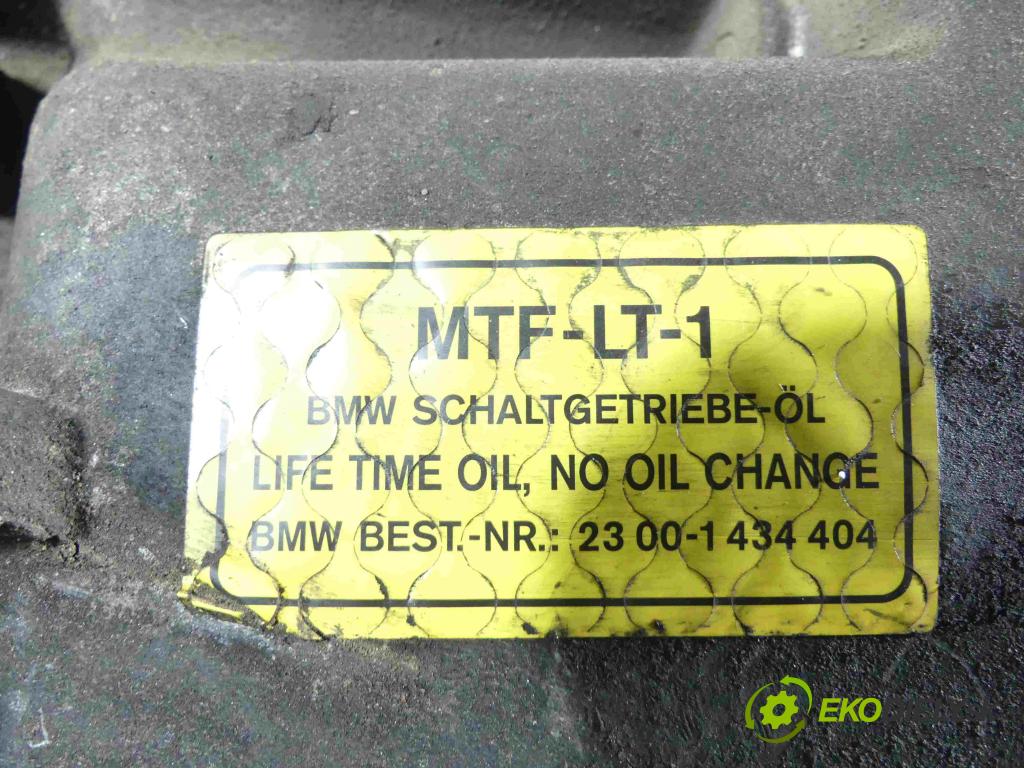 MTF-LT-1
BMW SCHALTGETRIEBE-ÖL
LIFE TIME OIL, NO OIL CHANGE
BMW BEST.-NR.: 23 00-1 434 404
EKO